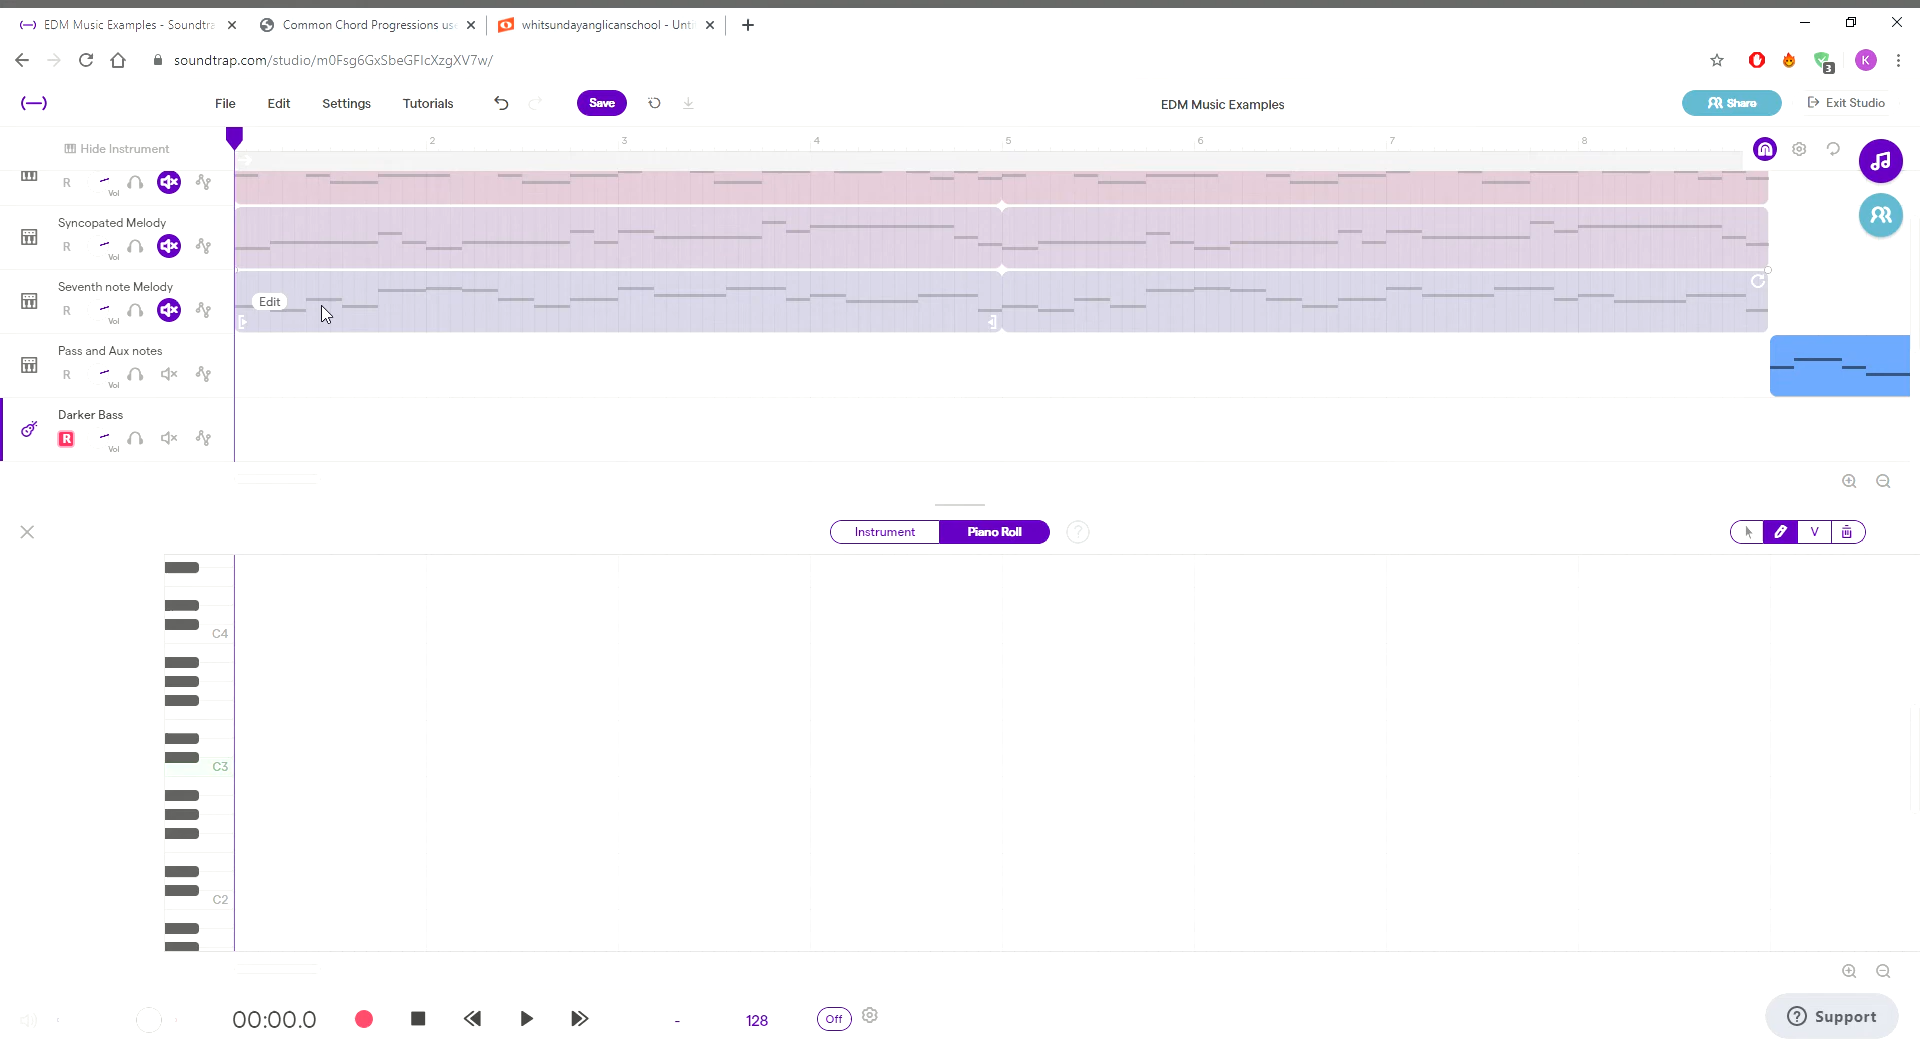 EDM Music Examples - Soundtra
Common Chord Progressions use
whitsundayanglicanschool - Unti
soundtrap.com/studio/m0Fsg6GxSbeGFIcXzgXV7w/
3
K
File
Edit
Settings
Tutorials
Save
EDM Music Examples
Share
Exit Studio
Hide Instrument
2
3
4
5
6
7
8
R
Vol
Syncopated Melody
R
Vol
Seventh note Melody
Edit
R
Vol
Pass and Aux notes
R
Vol
Darker Bass
R
Vol
Instrument
Piano Roll
?
V
C4
C3
C2
00:00.0
-
128
Off
? Support